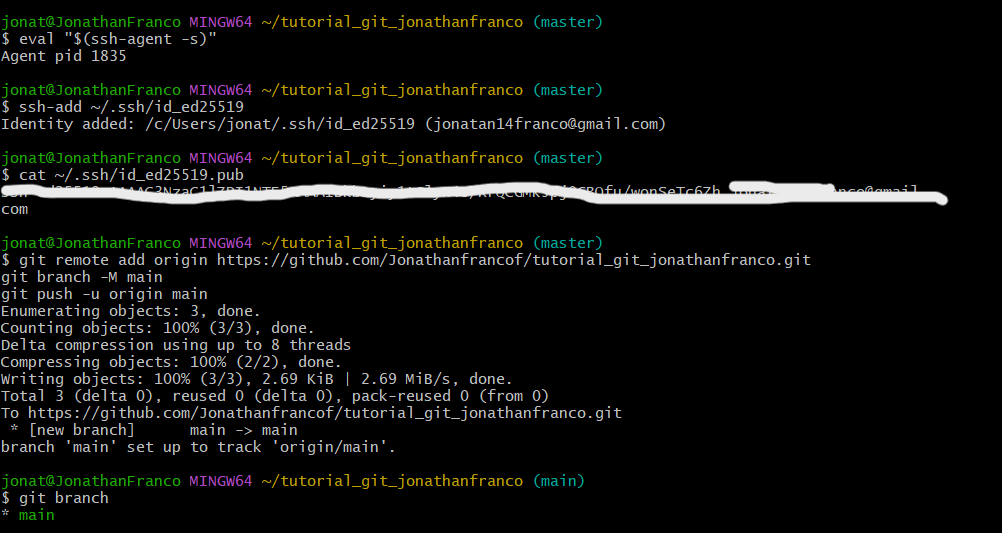 jonat@JonathanFranco MINGW64 ~/tutorial_git_jonathanfranco (master)
$ eval "$(ssh-agent -s)"
Agent pid 1835
jonat@JonathanFranco MINGW64 ~/tutorial_git_jonathanfranco (master)
$ ssh-add ~/.ssh/id_ed25519
Identity added: /c/Users/jonat/.ssh/id_ed25519 (jonatan14franco@gmail.com)
jonat@JonathanFranco MINGW64 ~/tutorial_git_jonathanfranco (master)
$ cat ~/.ssh/id_ed25519.pub
com
jonat@JonathanFranco MINGW64 ~/tutorial_git_jonathanfranco (master)
$ git remote add origin https://github.com/Jonathanfrancof/tutorial_git_jonathanfranco.git
git branch -M main
git push -u origin main
Enumerating objects: 3, done.
Counting objects: 100% (3/3), done.
Delta compression using up to 8 threads
Compressing objects: 100% (2/2), done.
Writing objects: 100% (3/3), 2.69 KiB | 2.69 MiB/s, done.
Total 3 (delta 0), reused 0 (delta 0), pack-reused 0 (from 0)
To https://github.com/Jonathanfrancof/tutorial_git_jonathanfranco.git
 * [new branch]      main -> main
branch 'main' set up to track 'origin/main'.
jonat@JonathanFranco MINGW64 ~/tutorial_git_jonathanfranco (main)
$ git branch
* main